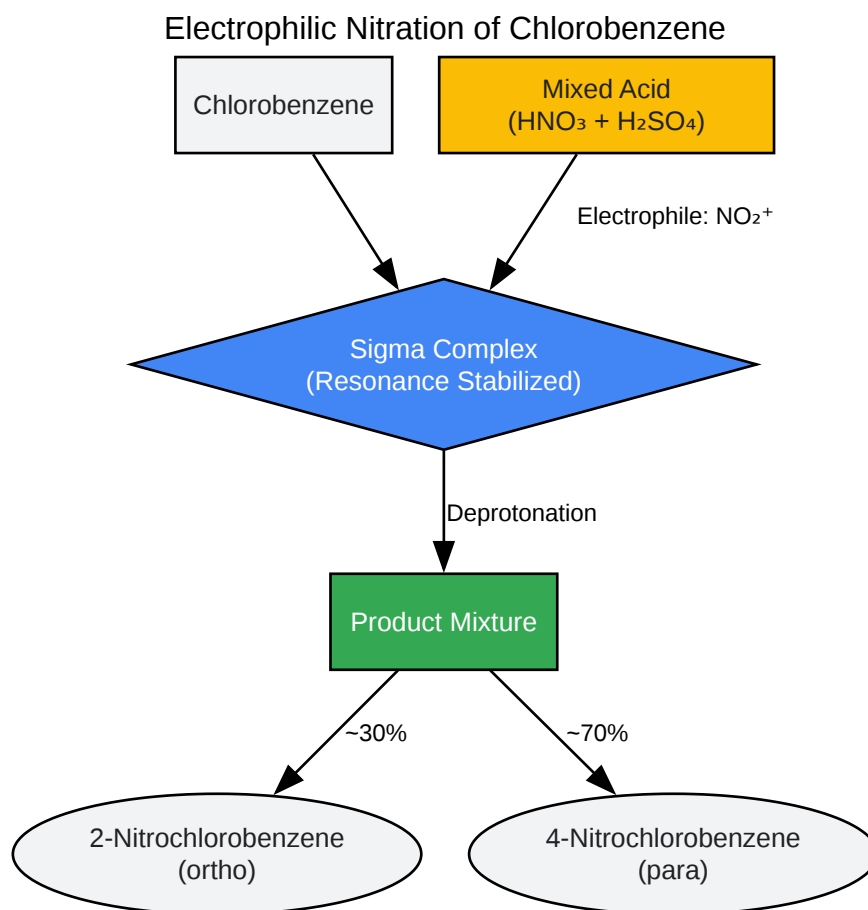 Electrophilic Nitration of Chlorobenzene
Chlorobenzene
Mixed Acid
(HNO₃ + H₂SO₄)
Electrophile: NO₂⁺
Sigma Complex
(Resonance Stabilized)
Deprotonation
Product Mixture
~30%
~70%
2-Nitrochlorobenzene
(ortho)
4-Nitrochlorobenzene
(para)